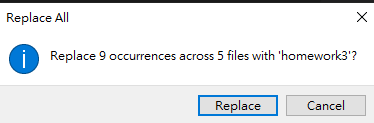 Replace All
Replace 9 occurrences across 5 files with 'homework3'?
Replace
Cancel